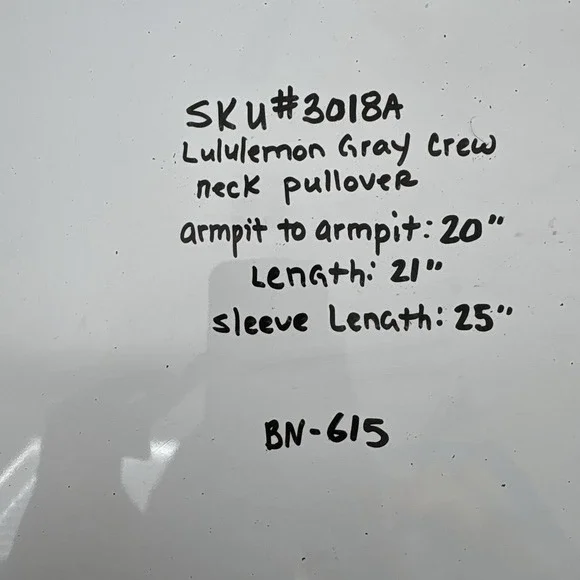 SKU#3018A
Lululemon Gray Crew
neck pullover
armpit to armpit: 20"
Length: 21"
sleeve Length: 25"
BN-615